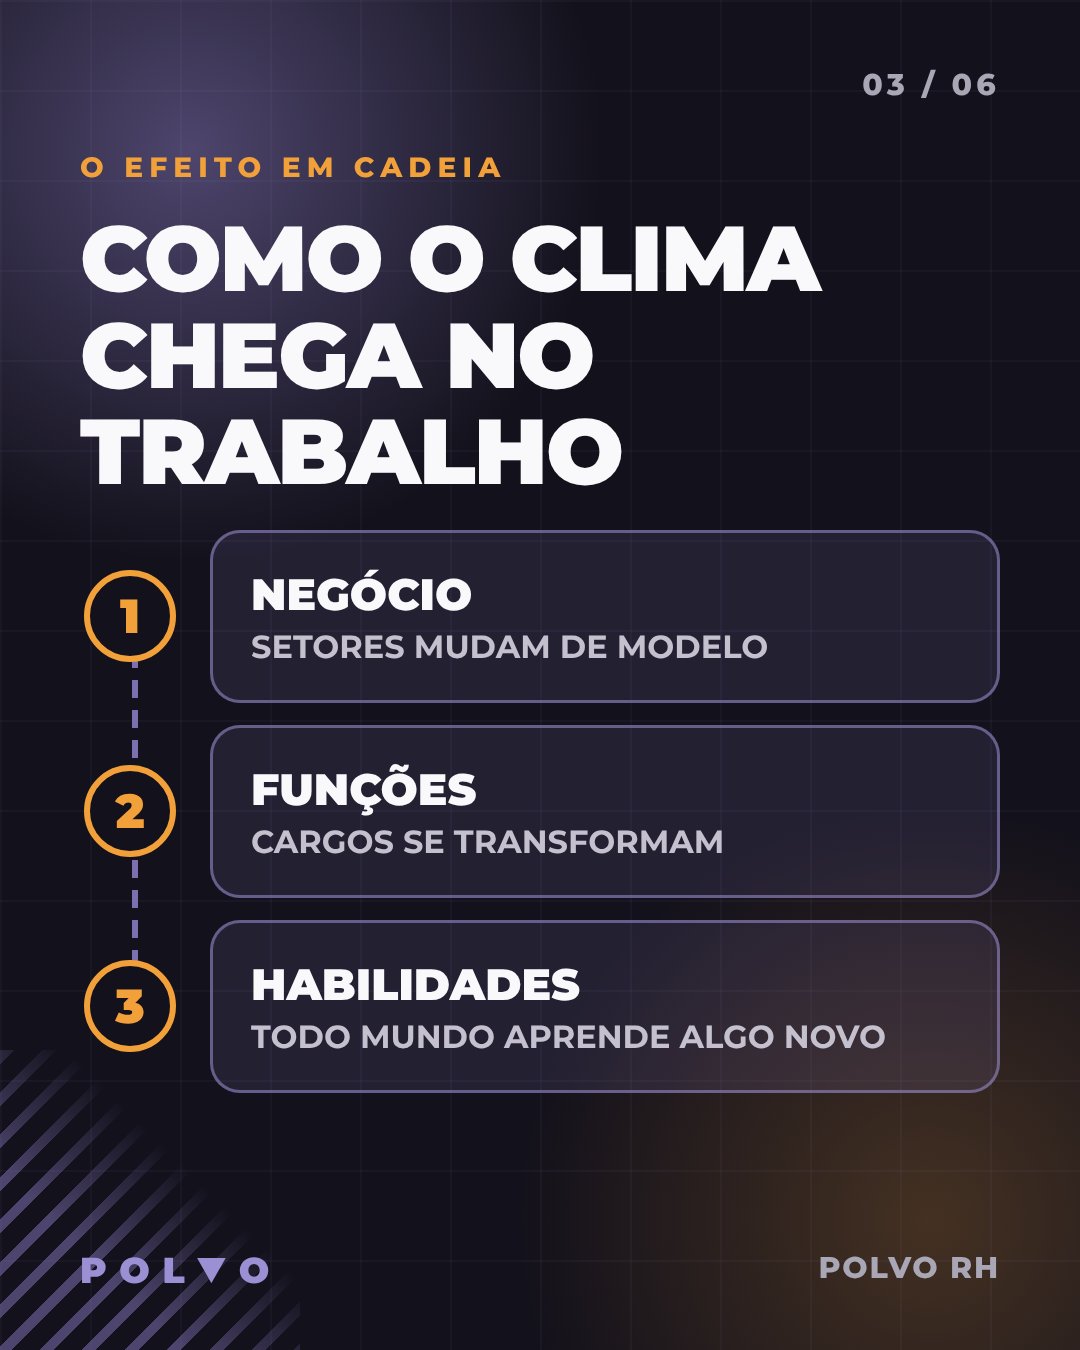 03 / 06
O EFEITO EM CADEIA
COMO O CLIMA
CHEGA NO
TRABALHO
1
NEGÓCIO
SETORES MUDAM DE MODELO
2
FUNÇÕES
CARGOS SE TRANSFORMAM
3
HABILIDADES
TODO MUNDO APRENDE ALGO NOVO
POLVO
POLVO RH